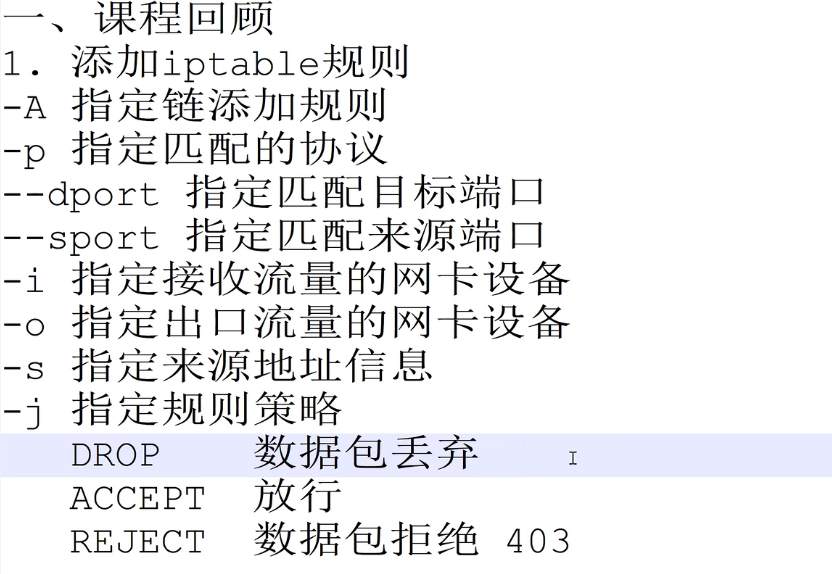 一、课程回顾
1. 添加iptable规则
-A 指定链添加规则
-p 指定匹配的协议
--dport 指定匹配目标端口
--sport 指定匹配来源端口
-i 指定接收流量的网卡设备
-o 指定出口流量的网卡设备
-s 指定来源地址信息
-j 指定规则策略
DROP 数据包丢弃
ACCEPT 放行
REJECT 数据包拒绝 403